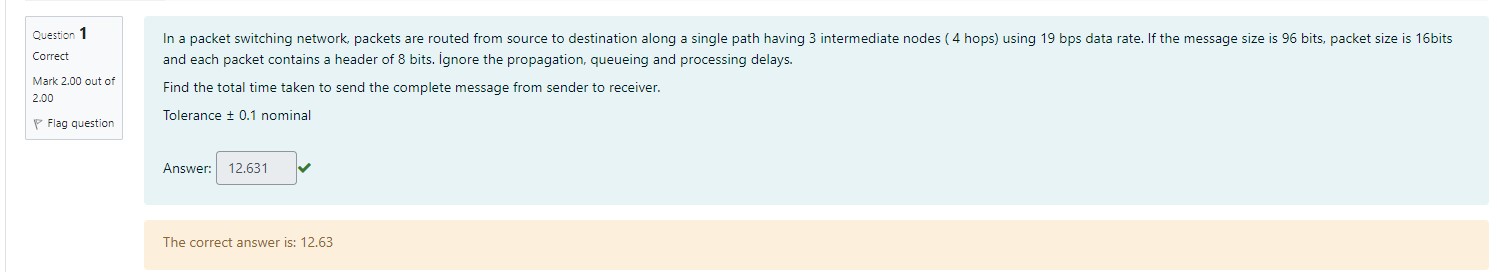 Question 1
Correct
Mark 2.00 out of
2.00
Flag question
In a packet switching network, packets are routed from source to destination along a single path having 3 intermediate nodes ( 4 hops) using 19 bps data rate. If the message size is 96 bits, packet size is 16bits
and each packet contains a header of 8 bits. İgnore the propagation, queueing and processing delays.
Find the total time taken to send the complete message from sender to receiver.
Tolerance ± 0.1 nominal
Answer: 12.631
The correct answer is: 12.63